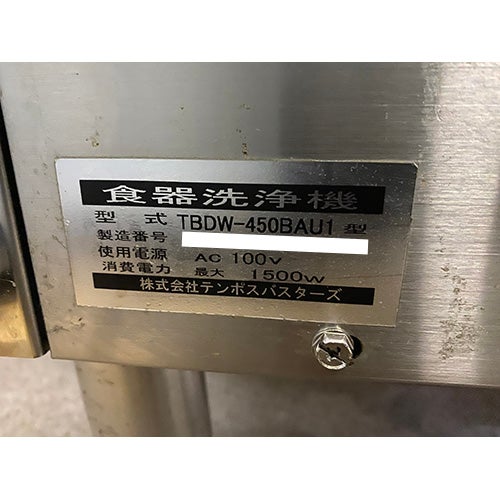 食器洗浄機
型式 TBDW-450BAU1 型
製造番号
使用電源 AC 100V
消費電力 最大 1500W
株式会社テンポスバスターズ